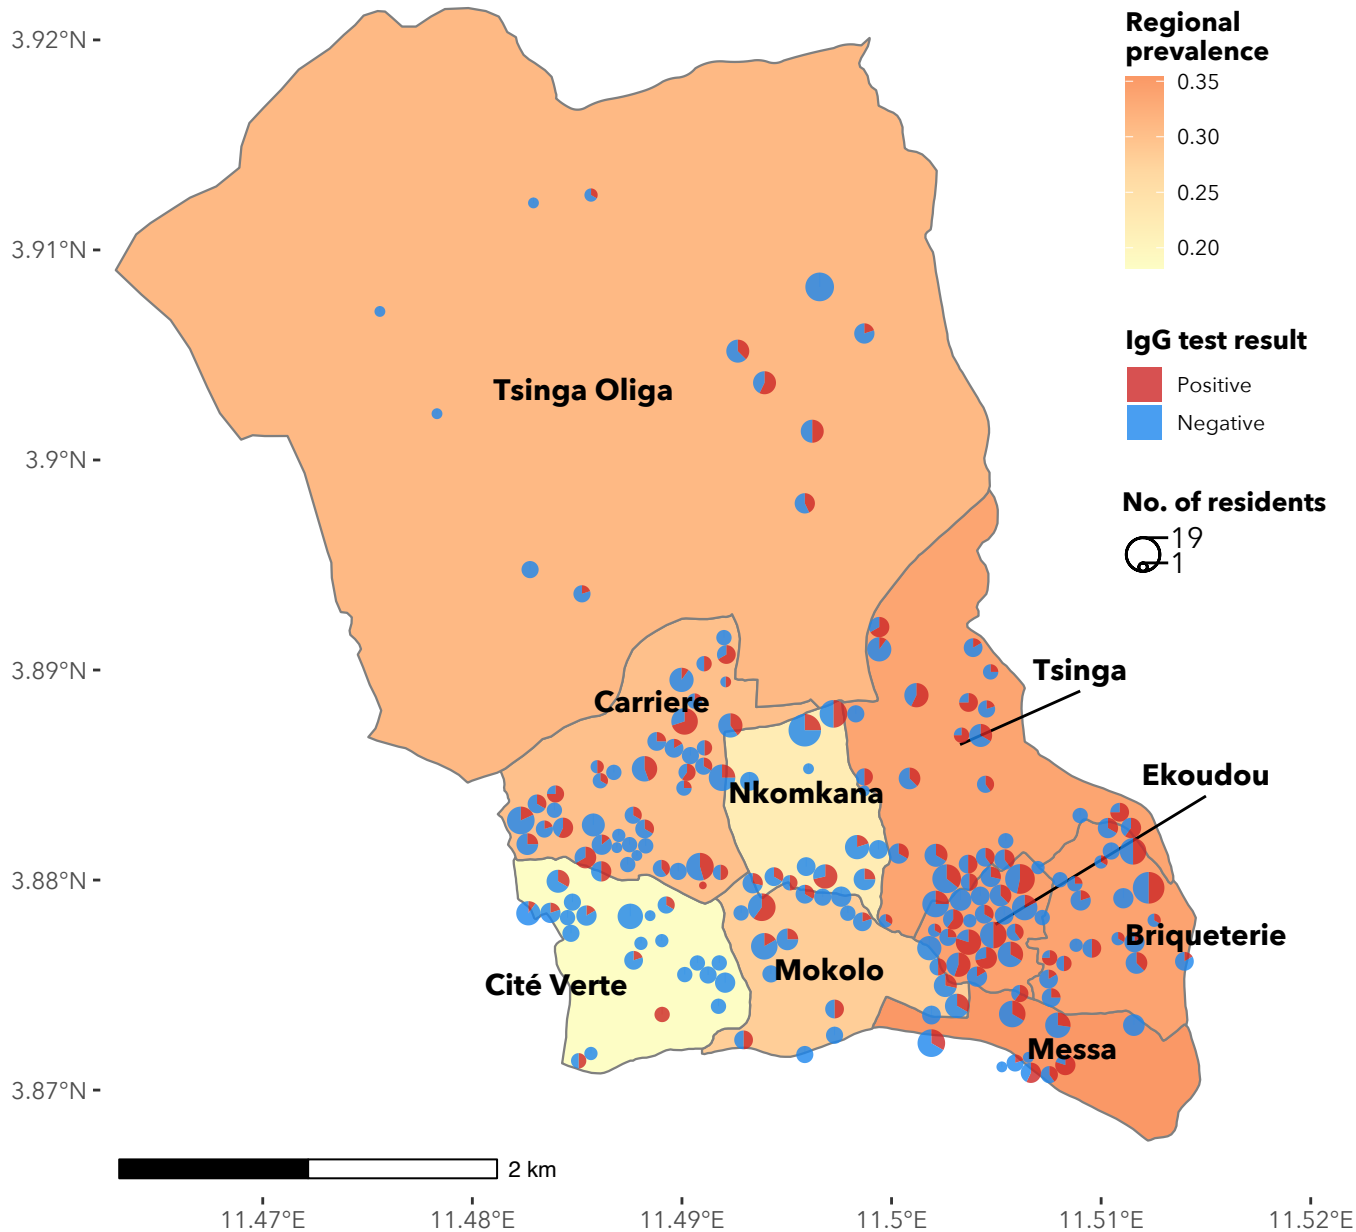 Regional
prevalence
0.35
0.30
0.25
0.20
IgG test result
Positive
Negative
No. of residents
19
1
3.92°N
3.91°N
3.9°N
3.89°N
3.88°N
3.87°N
Tsinga Oliga
Tsinga
Carriere
Ekoudou
Nkomkana
Briqueterie
Mokolo
Cité Verte
Messa
2 km
11.47°E
11.48°E
11.49°E
11.5°E
11.51°E
11.52°E